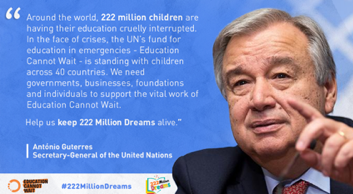 “ Around the world, 222 million children are
having their education cruelly interrupted.
In the face of crises, the UN's fund for
education in emergencies - Education
Cannot Wait - is standing with children
across 40 countries. We need
governments, businesses, foundations
and individuals to support the vital work of
Education Cannot Wait.
Help us keep 222 Million Dreams alive.”
António Guterres
Secretary-General of the United Nations
EDUCATION
CANNOT
WAIT
#222MillionDreams